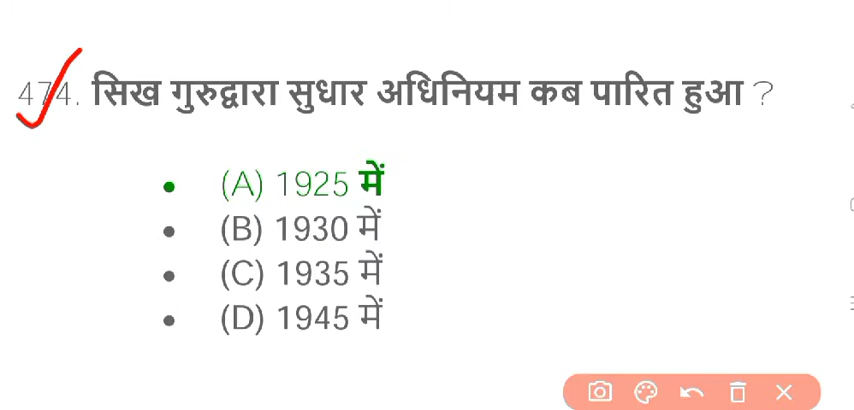 474. सिख गुरुद्वारा सुधार अधिनियम कब पारित हुआ ?
• (A) 1925 में
• (B) 1930 में
• (C) 1935 में
• (D) 1945 में